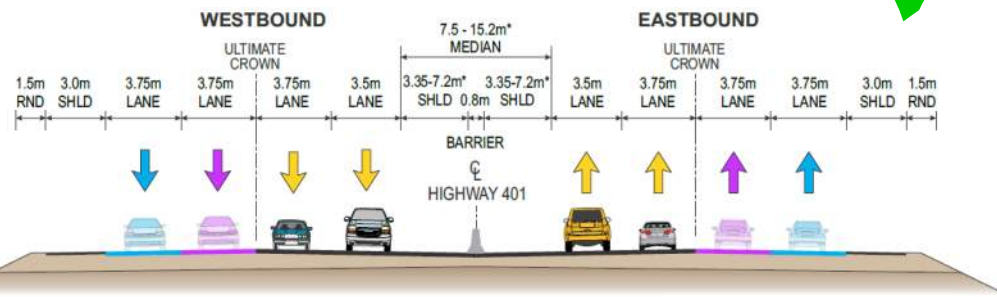 WESTBOUND
EASTBOUND
7.5 - 15.2m*
MEDIAN
ULTIMATE
CROWN
ULTIMATE
CROWN
1.5m
RND
3.0m
SHLD
3.75m
LANE
3.75m
LANE
3.75m
LANE
3.5m
LANE
3.35-7.2m*
SHLD
0.8m
3.35-7.2m*
SHLD
3.5m
LANE
3.75m
LANE
3.75m
LANE
3.75m
LANE
3.0m
SHLD
1.5m
RND
BARRIER
℄
HIGHWAY 401